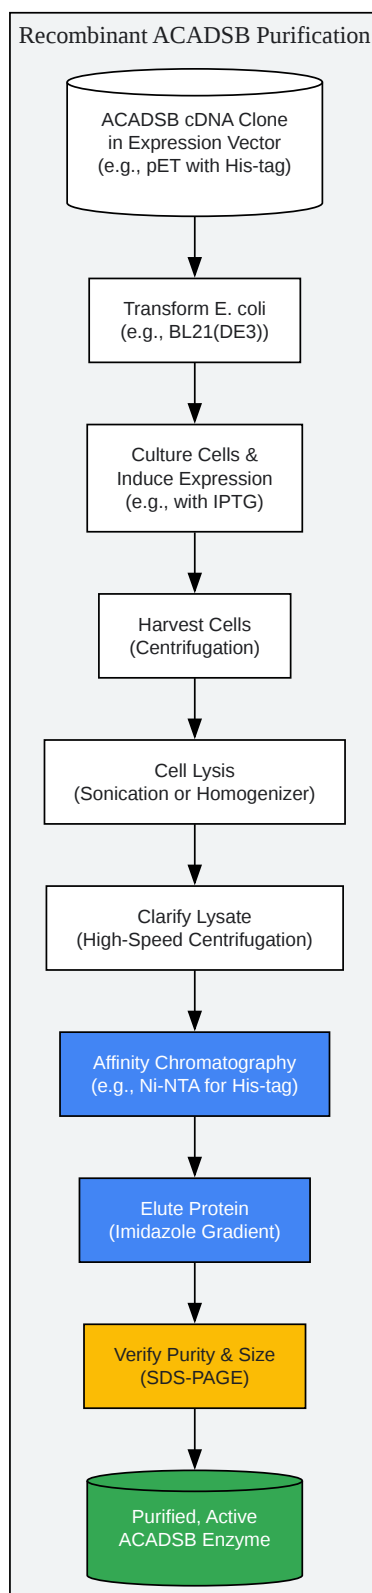 Recombinant ACADSB Purification
ACADSB cDNA Clone
in Expression Vector
(e.g., pET with His-tag)
Transform E. coli
(e.g., BL21(DE3))
Culture Cells &
Induce Expression
(e.g., with IPTG)
Harvest Cells
(Centrifugation)
Cell Lysis
(Sonication or Homogenizer)
Clarify Lysate
(High-Speed Centrifugation)
Affinity Chromatography
(e.g., Ni-NTA for His-tag)
Elute Protein
(Imidazole Gradient)
Verify Purity & Size
(SDS-PAGE)
Purified, Active
ACADSB Enzyme